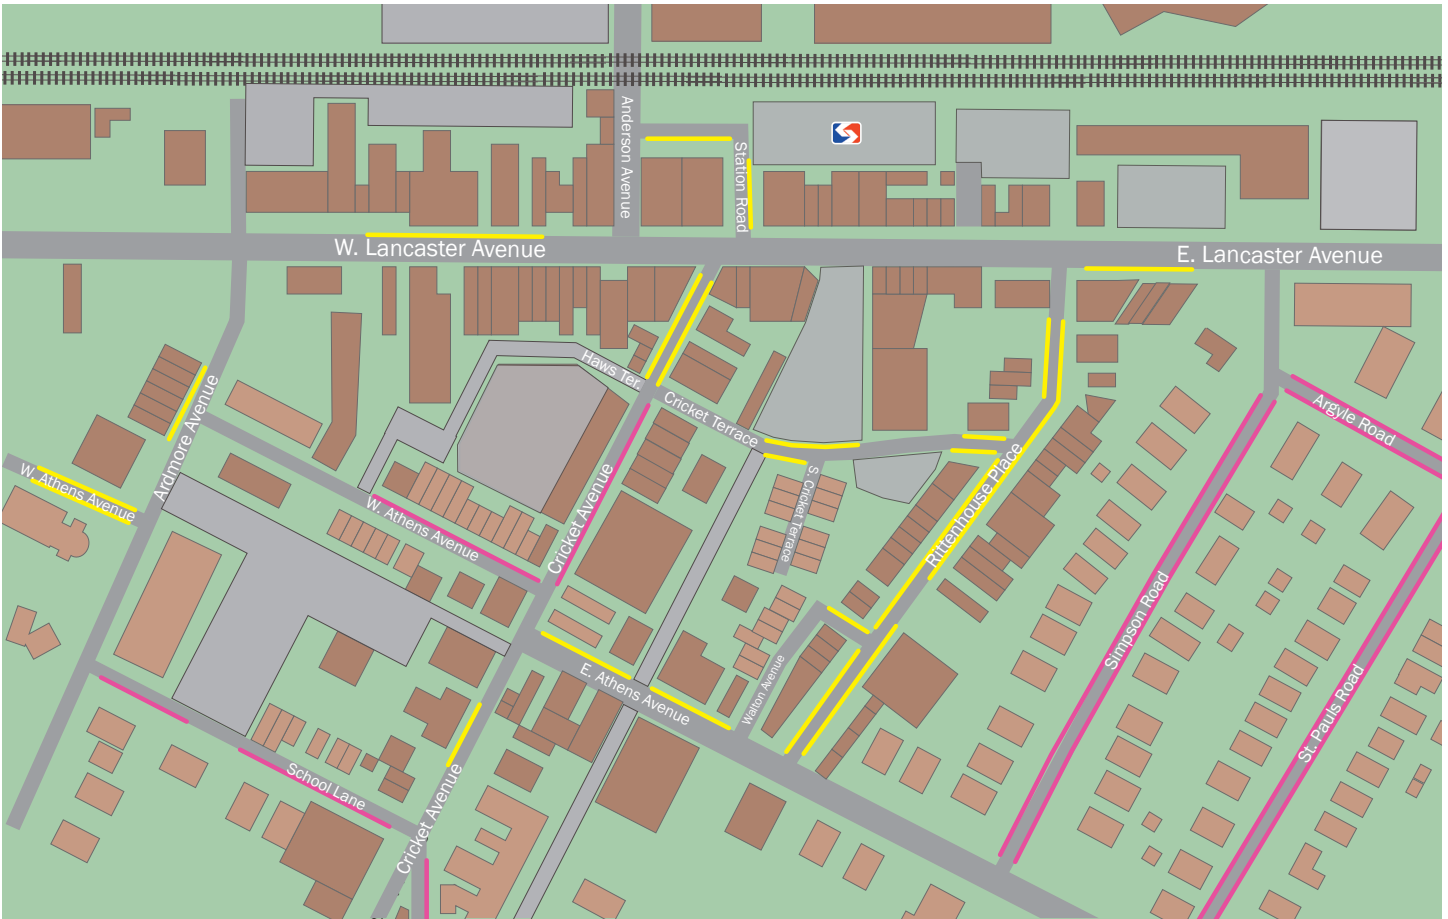 Anderson Avenue
Station Road
W. Lancaster Avenue
E. Lancaster Avenue
Haws Ter.
Cricket Terrace
Argyle Road
Ardmore Avenue
W. Athens Avenue
W. Athens Avenue
Cricket Avenue
S. Cricket Terrace
Rittenhouse Place
Simpson Road
E. Athens Avenue
Walton Avenue
St. Pauls Road
School Lane
Cricket Avenue